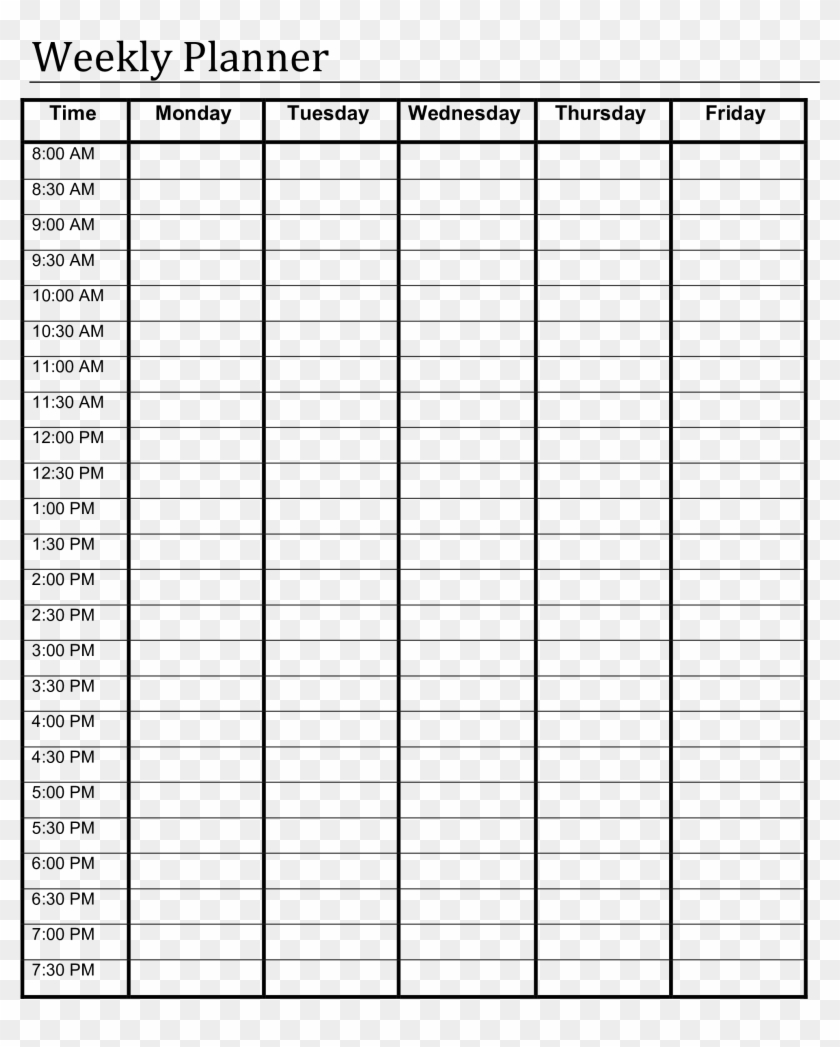 Weekly Planner
Time Monday Tuesday Wednesday Thursday Friday
8:00 AM
8:30 AM
9:00 AM
9:30 AM
10:00 AM
10:30 AM
11:00 AM
11:30 AM
12:00 PM
12:30 PM
1:00 PM
1:30 PM
2:00 PM
2:30 PM
3:00 PM
3:30 PM
4:00 PM
4:30 PM
5:00 PM
5:30 PM
6:00 PM
6:30 PM
7:00 PM
7:30 PM